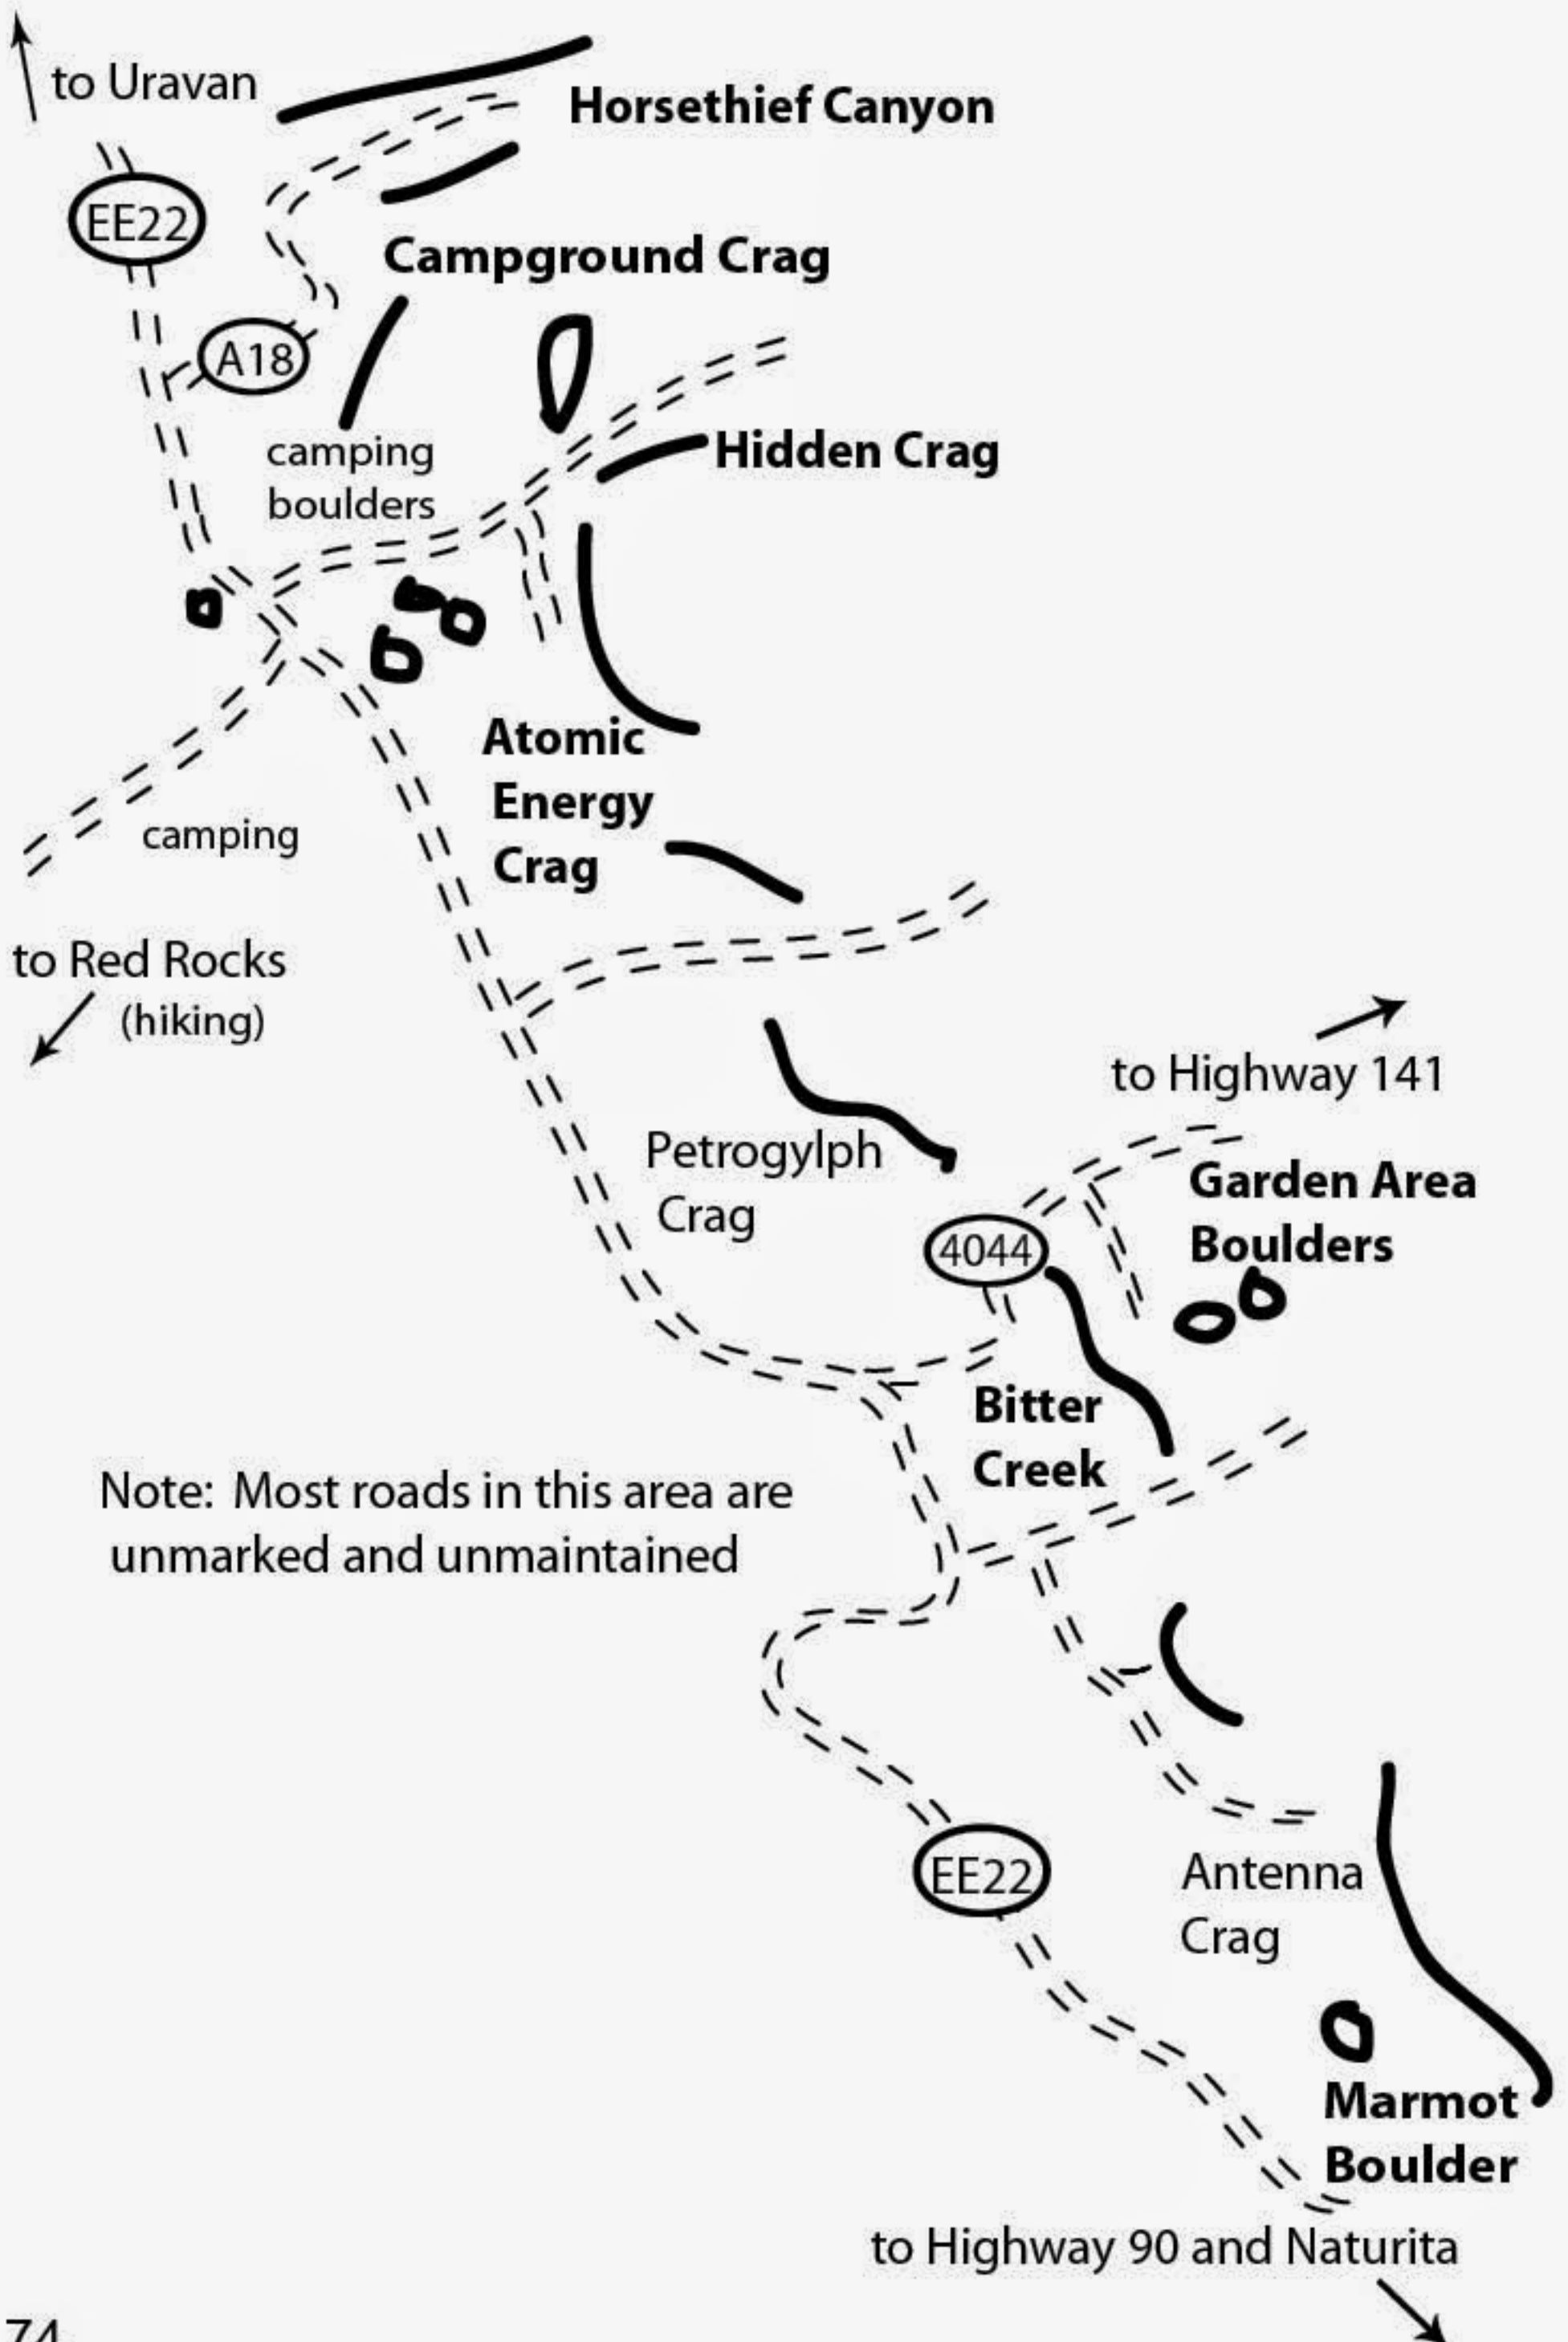 to Uravan
Horsethief Canyon
EE22
Campground Crag
A18
camping
boulders
Hidden Crag
Atomic
Energy
Crag
camping
to Red Rocks
(hiking)
to Highway 141
Petrogylph
Crag
Garden Area
Boulders
4044
Bitter
Creek
Note: Most roads in this area are
unmarked and unmaintained
EE22
Antenna
Crag
Marmot
Boulder
to Highway 90 and Naturita
74